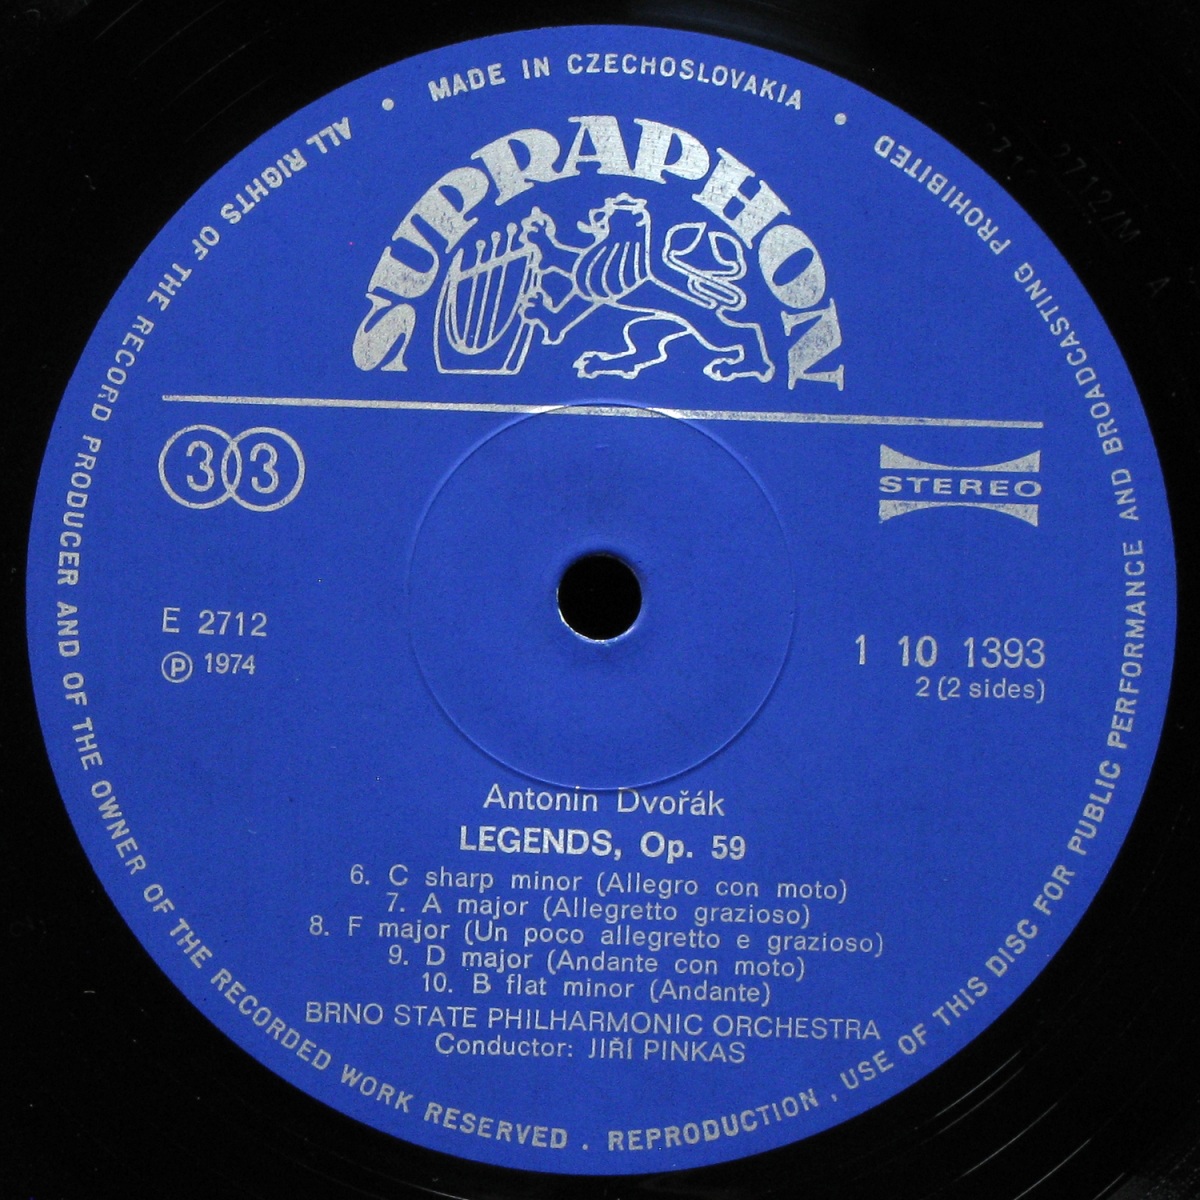 MADE IN CZECHOSLOVAKIA
ALL RIGHTS OF THE RECORD PRODUCER AND OF THE OWNER OF THE RECORDED WORK RESERVED . REPRODUCTION , USE OF THIS DISC FOR PUBLIC PERFORMANCE AND BROADCASTING PROHIBITED
SUPRAPHON
33
STEREO
E 2712
℗ 1974
1 10 1393
2 (2 sides)
Antonín Dvořák
LEGENDS, Op. 59
6. C sharp minor (Allegro con moto)
7. A major (Allegretto grazioso)
8. F major (Un poco allegretto e grazioso)
9. D major (Andante con moto)
10. B flat minor (Andante)
BRNO STATE PHILHARMONIC ORCHESTRA
Conductor: JIŘÍ PINKAS